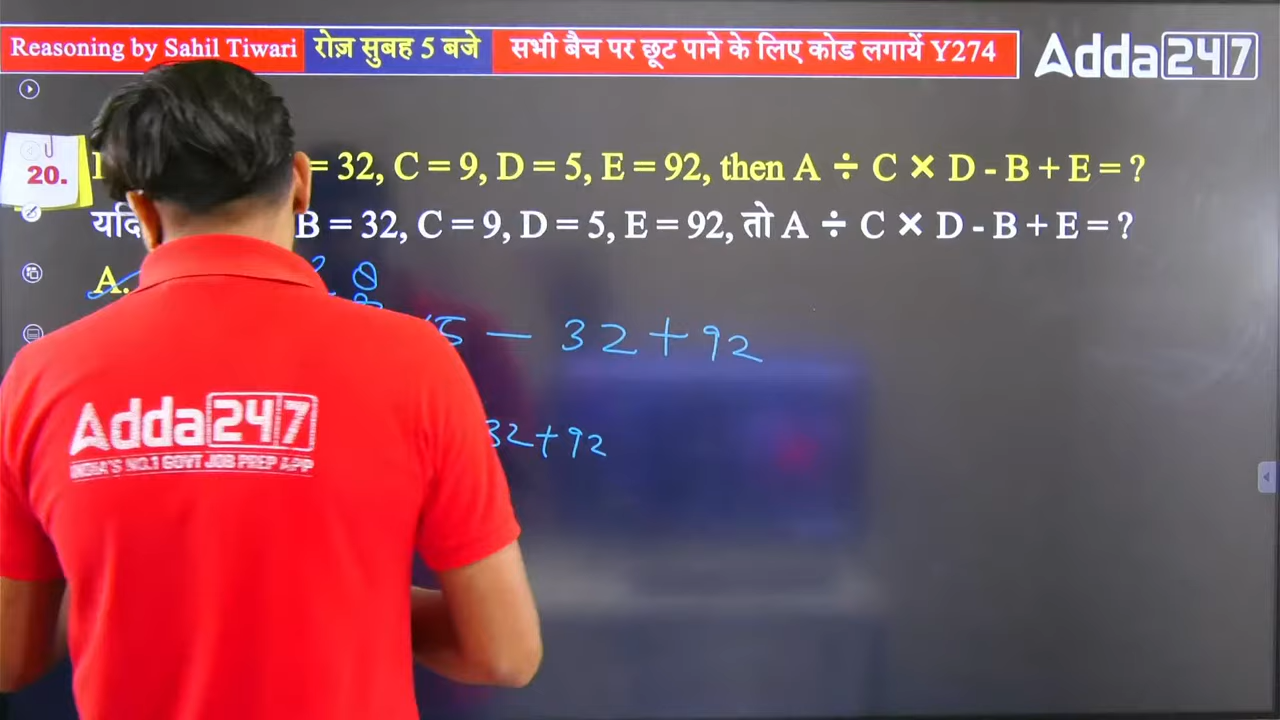 Reasoning by Sahil Tiwari रोज़ सुबह 5 बजे सभी बैच पर छूट पाने के लिए कोड लगायें Y274 Adda247
20. = 32, C = 9, D = 5, E = 92, then A ÷ C × D - B + E = ?
यदि B = 32, C = 9, D = 5, E = 92, तो A ÷ C × D - B + E = ?
A.
5 - 32 + 92
32 + 92
Adda247
INDIA'S NO.1 GOVT JOB PREP APP